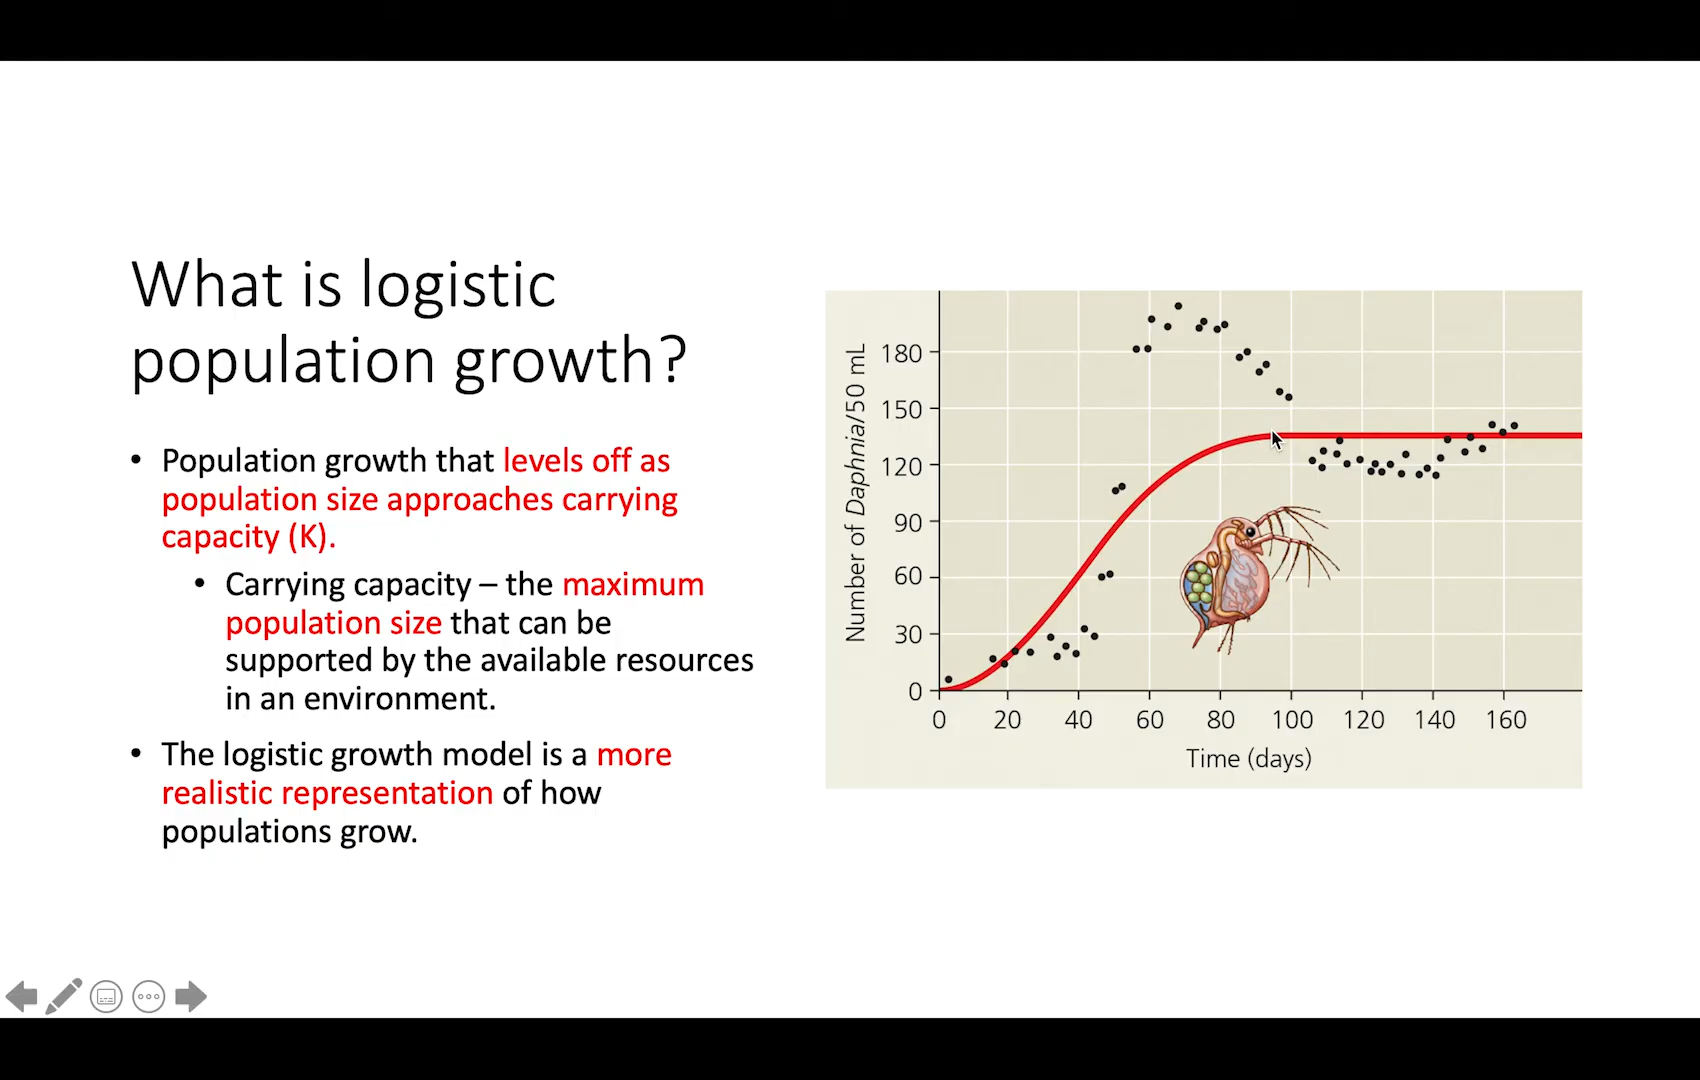 What is logistic
population growth?
• Population growth that levels off as
population size approaches carrying
capacity (K).
• Carrying capacity – the maximum
population size that can be
supported by the available resources
in an environment.
• The logistic growth model is a more
realistic representation of how
populations grow.
Number of Daphnia/50 mL
180
150
120
90
60
30
0
0 20 40 60 80 100 120 140 160
Time (days)